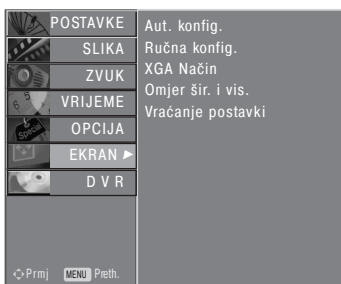 POSTAVKE
SLIKA
ZVUK
VRIJEME
OPCIJA
EKRAN ►
D V R
Aut. konfig.
Ručna konfig.
XGA Način
Omjer šir. i vis.
Vraćanje postavki
Prmj MENU Preth.